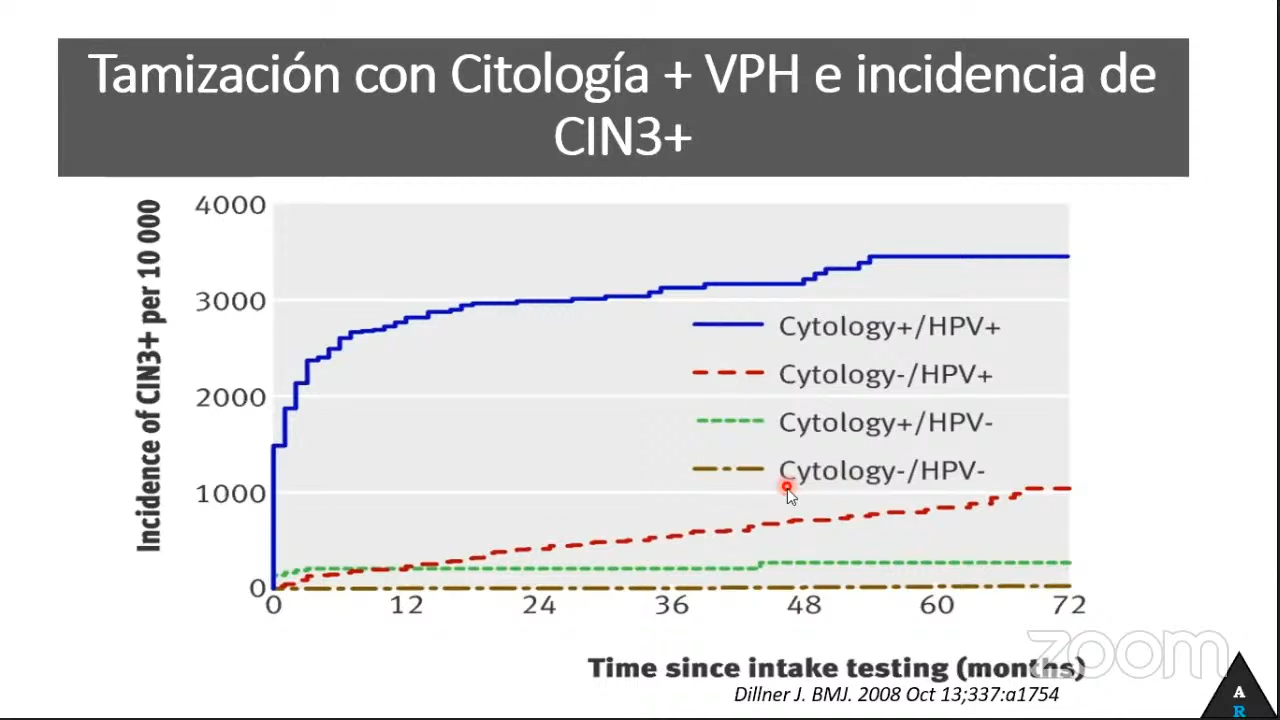 Tamización con Citología + VPH e incidencia de
CIN3+
Incidence of CIN3+ per 10 000
4000
3000
2000
1000
0
Cytology+/HPV+
Cytology-/HPV+
Cytology+/HPV-
Cytology-/HPV-
0 12 24 36 48 60 72
Time since intake testing (months)
zoom
Dillner J. BMJ. 2008 Oct 13;337:a1754
A
R